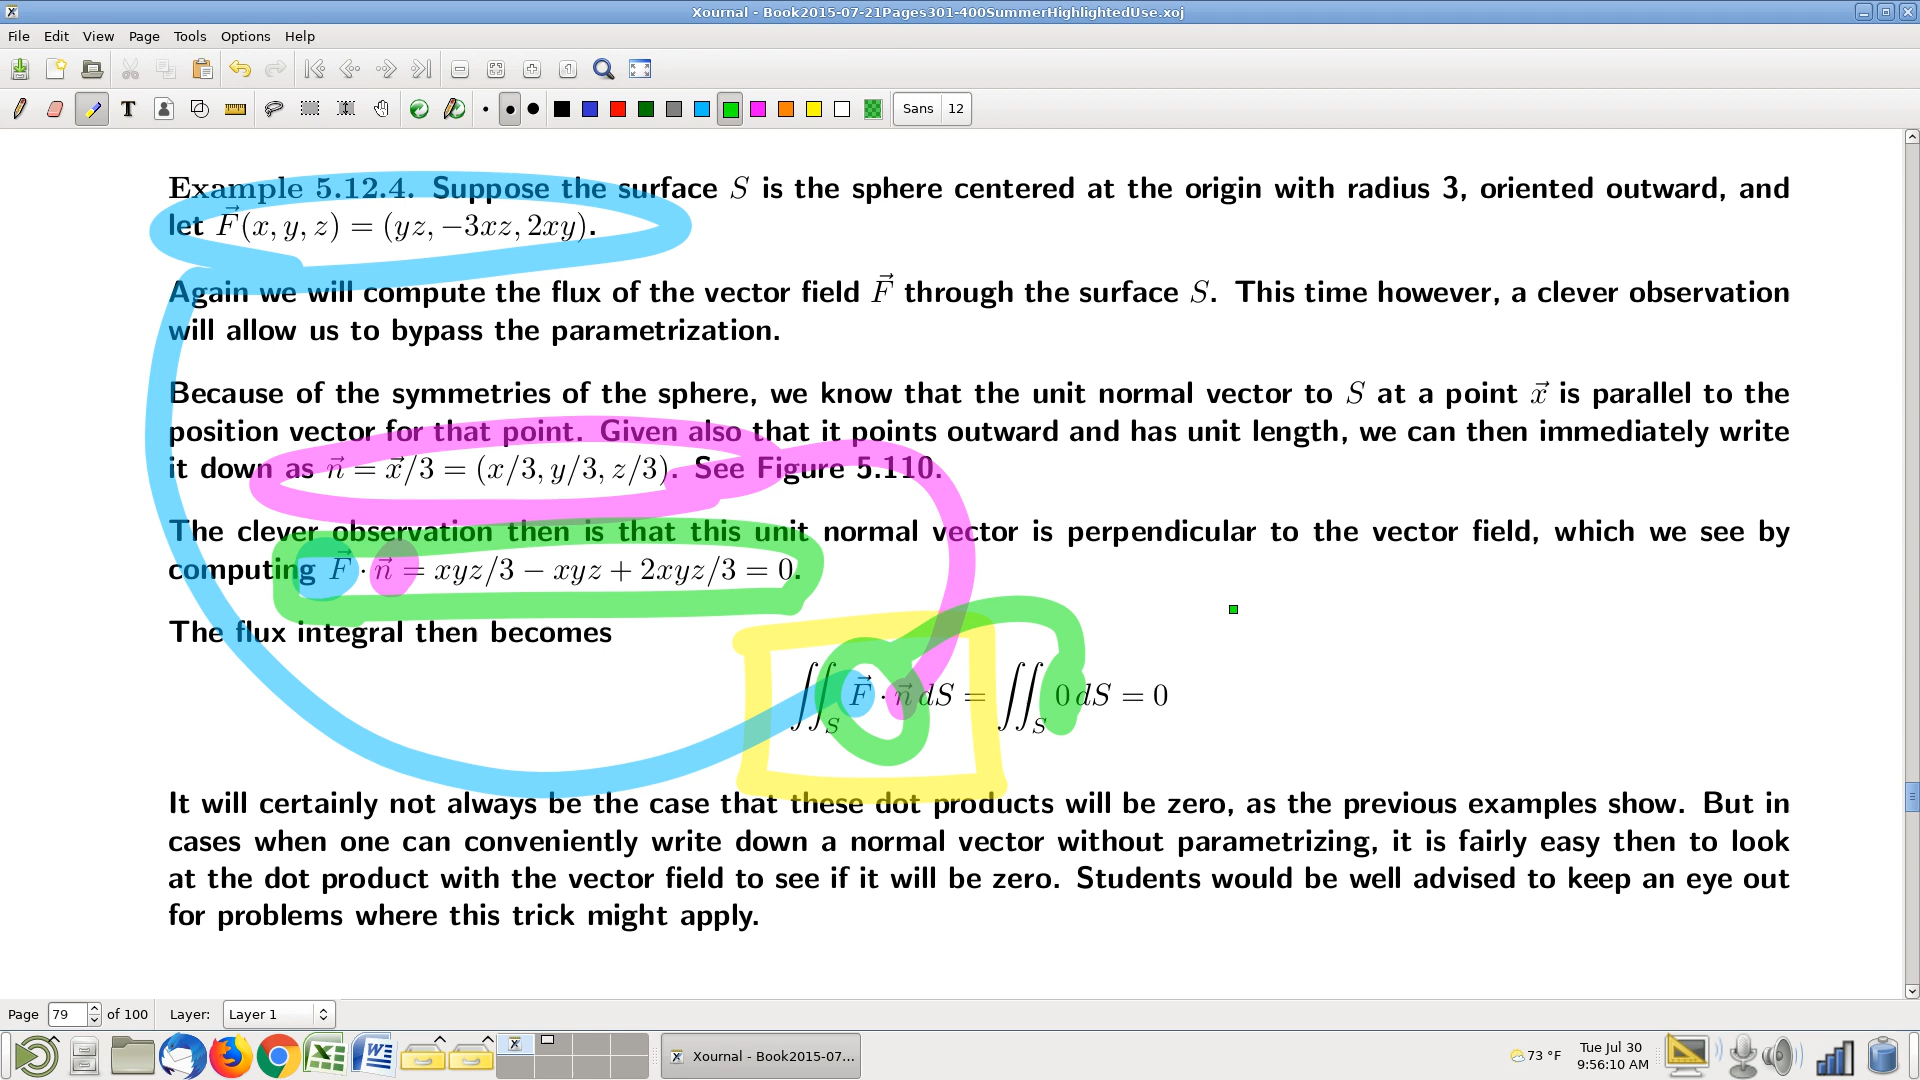 Xournal - Book2015-07-21Pages301-400SummerHighlightedUse.xoj
File Edit View Page Tools Options Help
Sans 12
Example 5.12.4. Suppose the surface S is the sphere centered at the origin with radius 3, oriented outward, and
let F⃗(x, y, z) = (yz, −3xz, 2xy).
Again we will compute the flux of the vector field F⃗ through the surface S. This time however, a clever observation
will allow us to bypass the parametrization.
Because of the symmetries of the sphere, we know that the unit normal vector to S at a point x⃗ is parallel to the
position vector for that point. Given also that it points outward and has unit length, we can then immediately write
it down as n⃗ = x⃗/3 = (x/3, y/3, z/3). See Figure 5.110.
The clever observation then is that this unit normal vector is perpendicular to the vector field, which we see by
computing F⃗ · n⃗ = xyz/3 − xyz + 2xyz/3 = 0.
The flux integral then becomes
∬_S F⃗ · n⃗ dS = ∬_S 0 dS = 0
It will certainly not always be the case that these dot products will be zero, as the previous examples show. But in
cases when one can conveniently write down a normal vector without parametrizing, it is fairly easy then to look
at the dot product with the vector field to see if it will be zero. Students would be well advised to keep an eye out
for problems where this trick might apply.
Page 79 of 100 Layer: Layer 1
Xournal - Book2015-07...
73 °F
Tue Jul 30
9:56:10 AM